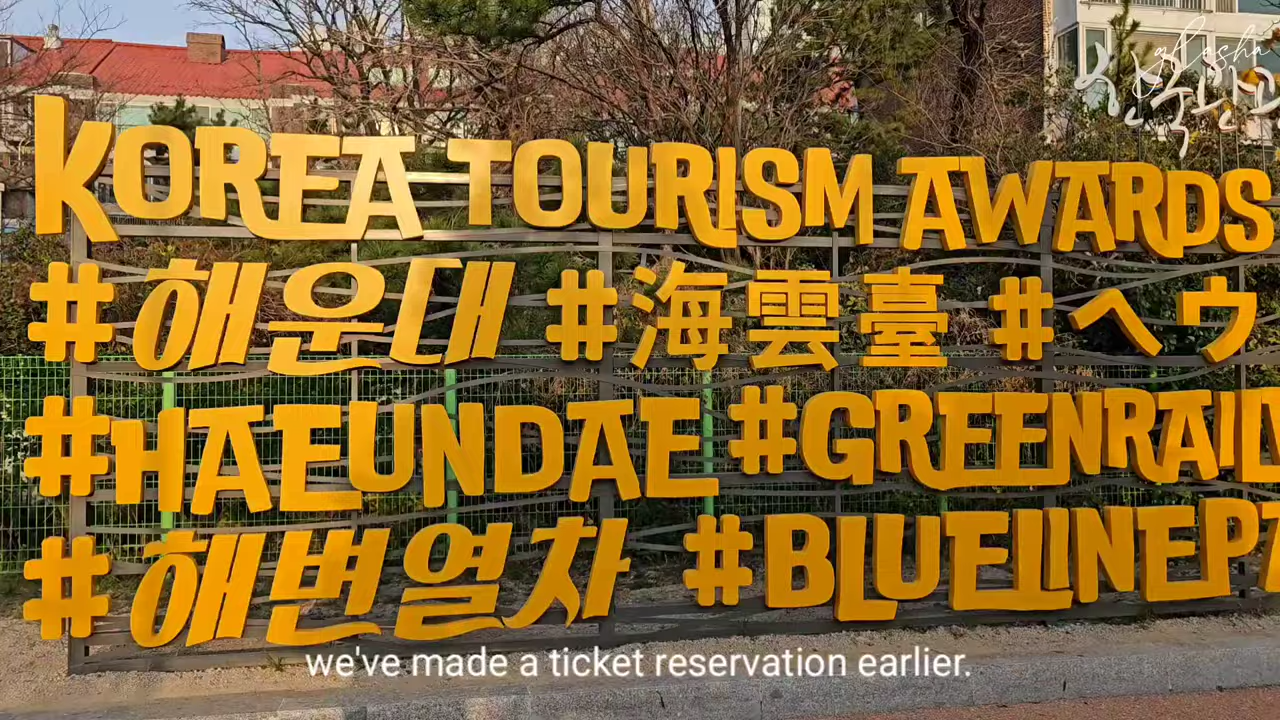 KOREA TOURISM AWARDS
#해운대 #海雲臺 #ヘウ
#HAEUNDAE #GREENRAIL
#해변열차 #BLUELINEP
we've made a ticket reservation earlier.